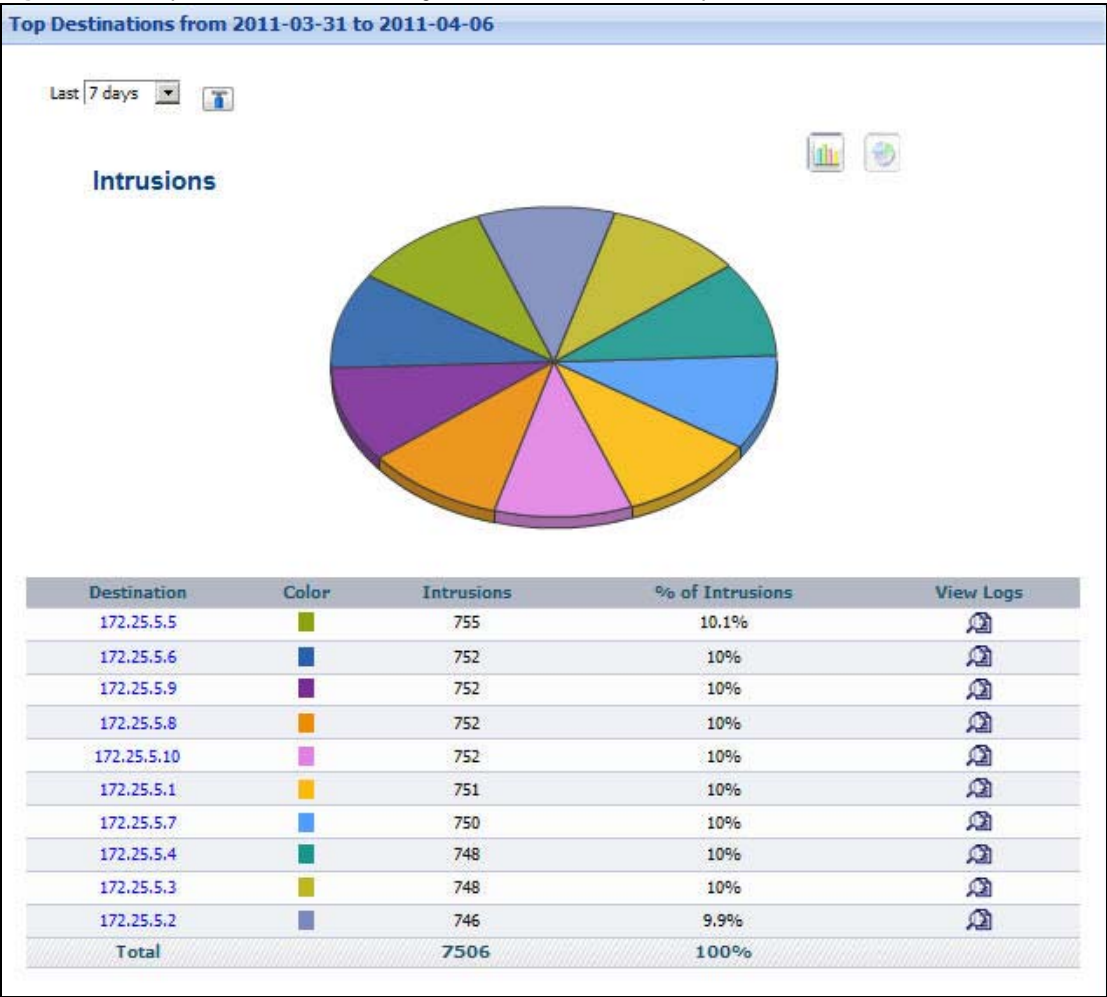 Top Destinations from 2011-03-31 to 2011-04-06
Last 7 days
Intrusions
Destination Color Intrusions % of Intrusions View Logs
172.25.5.5 755 10.1%
172.25.5.6 752 10%
172.25.5.9 752 10%
172.25.5.8 752 10%
172.25.5.10 752 10%
172.25.5.1 751 10%
172.25.5.7 750 10%
172.25.5.4 748 10%
172.25.5.3 748 10%
172.25.5.2 746 9.9%
Total 7506 100%